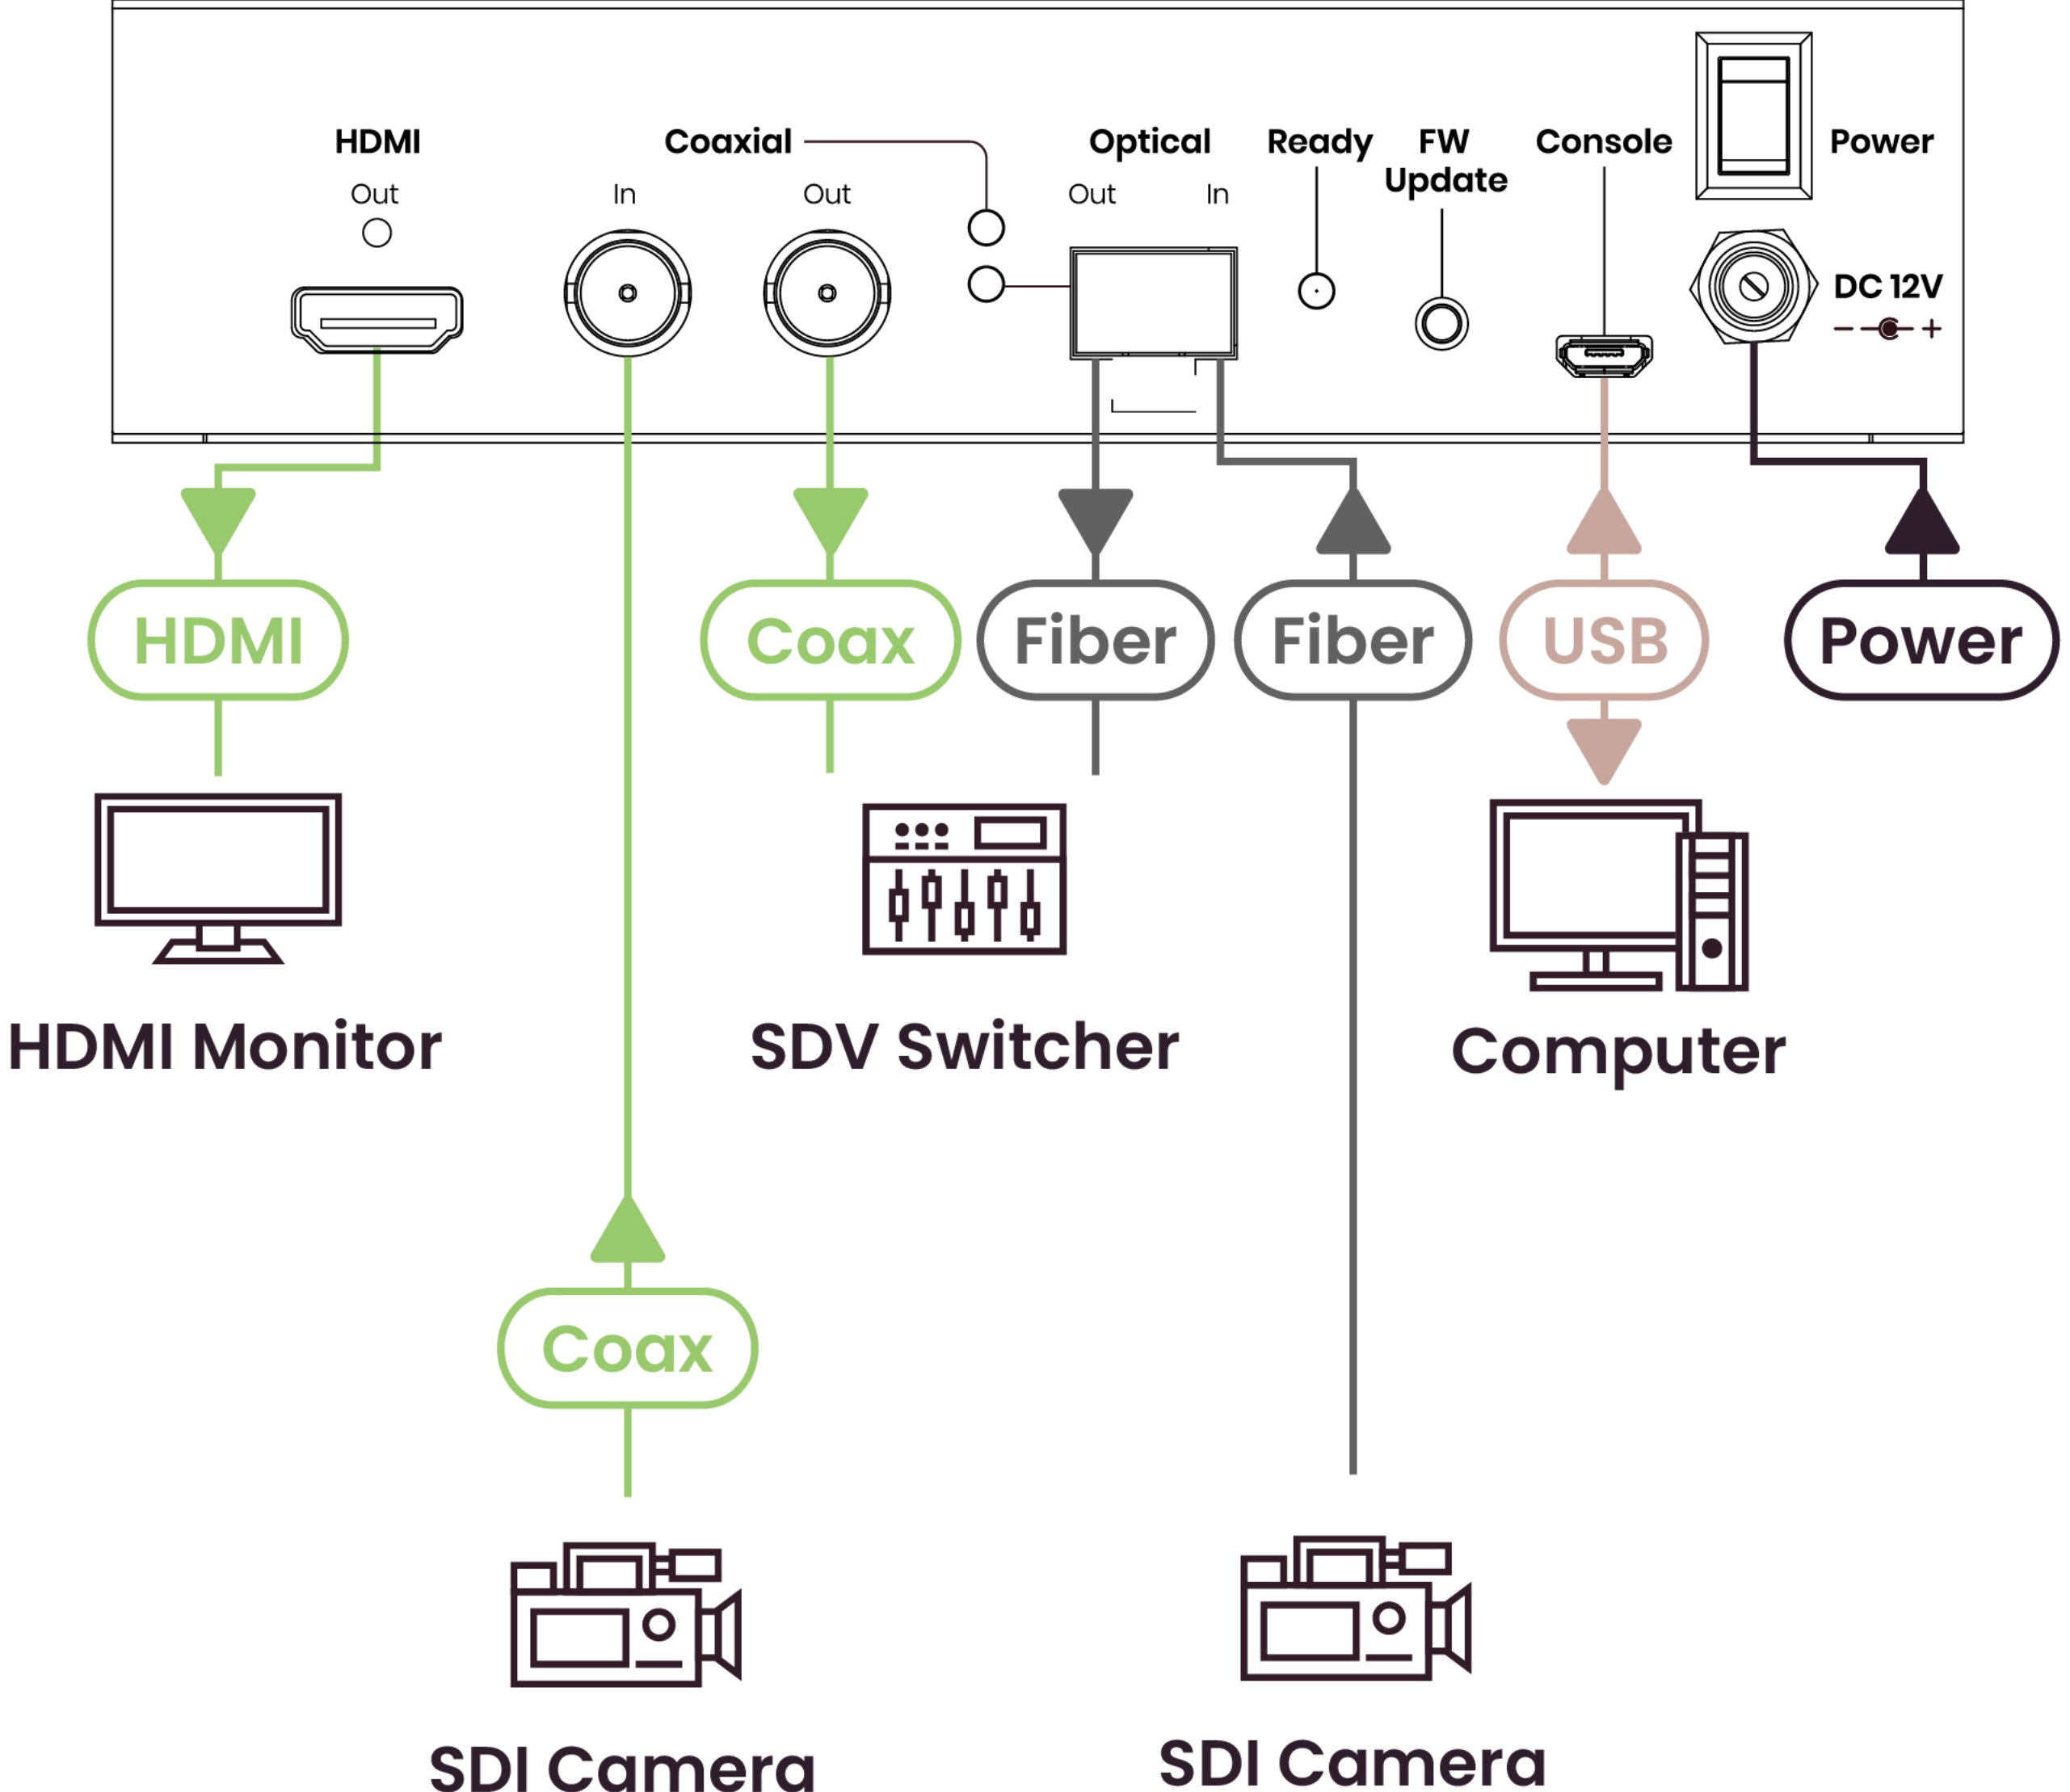 HDMI
Out
Coaxial
In
Out
Optical
Out
In
Ready
FW
Update
Console
Power
DC 12V
- +
HDMI
Coax
Fiber
Fiber
USB
Power
HDMI Monitor
SDV Switcher
Computer
Coax
SDI Camera
SDI Camera